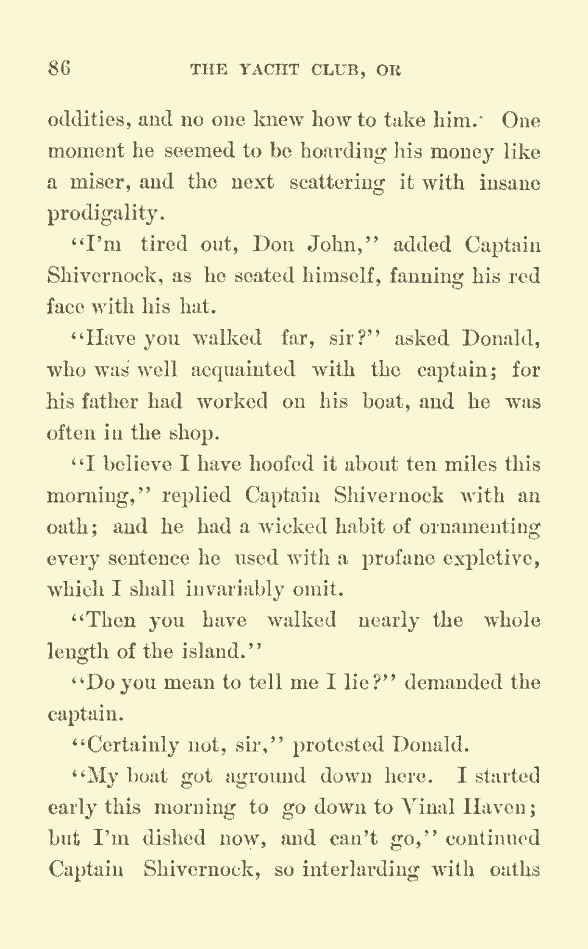 86 THE YACHT CLUB, OR
oddities, and no one knew how to take him. One
moment he seemed to be hoarding his money like
a miser, and the next scattering it with insane
prodigality.
"I'm tired out, Don John," added Captain
Shivernock, as he seated himself, fanning his red
face with his hat.
"Have you walked far, sir?" asked Donald,
who was well acquainted with the captain; for
his father had worked on his boat, and he was
often in the shop.
"I believe I have hoofed it about ten miles this
morning," replied Captain Shivernock with an
oath; and he had a wicked habit of ornamenting
every sentence he used with a profane expletive,
which I shall invariably omit.
"Then you have walked nearly the whole
length of the island."
"Do you mean to tell me I lie?" demanded the
captain.
"Certainly not, sir," protested Donald.
"My boat got aground down here. I started
early this morning to go down to Vinal Haven;
but I'm dished now, and can't go," continued
Captain Shivernock, so interlarding with oaths